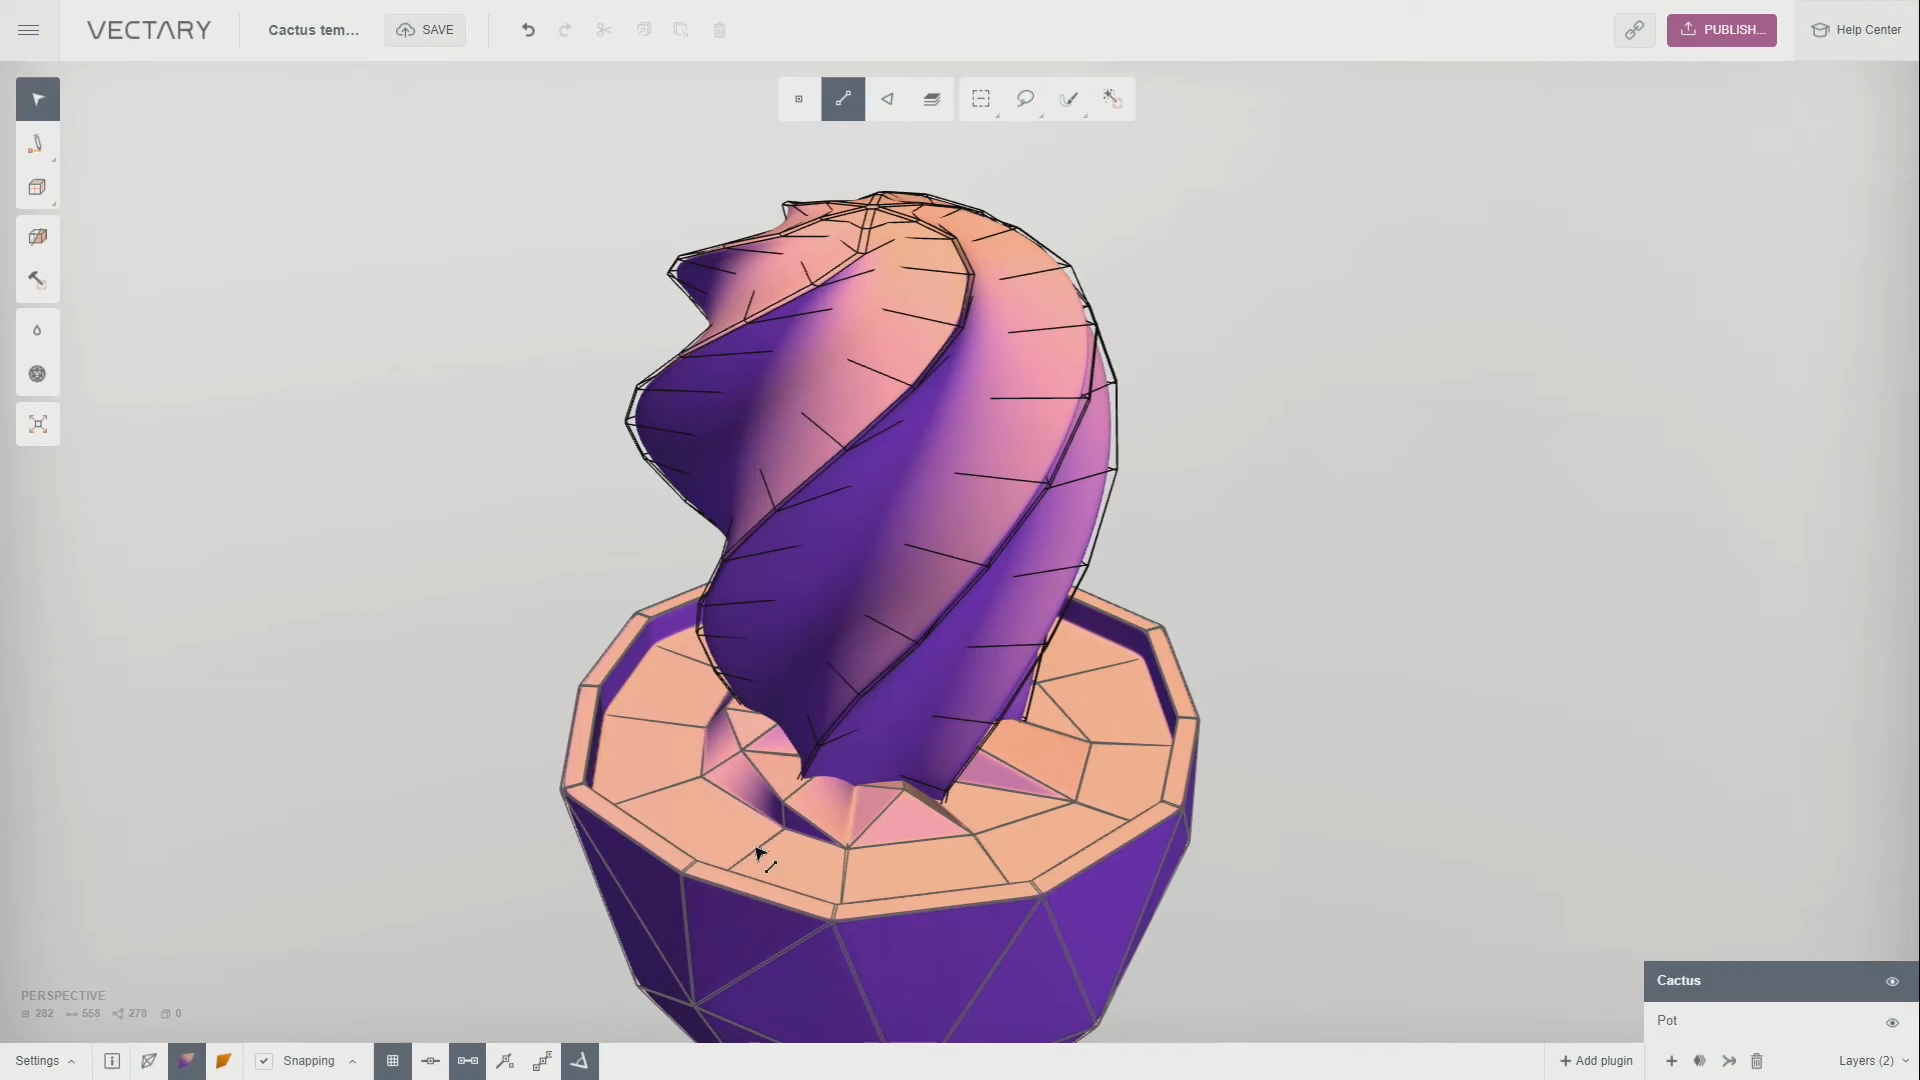 VECTARY
Cactus tem...
SAVE
PUBLISH...
Help Center
PERSPECTIVE
282 558 278 0
Cactus
Pot
Settings
Snapping
Add plugin
Layers (2)